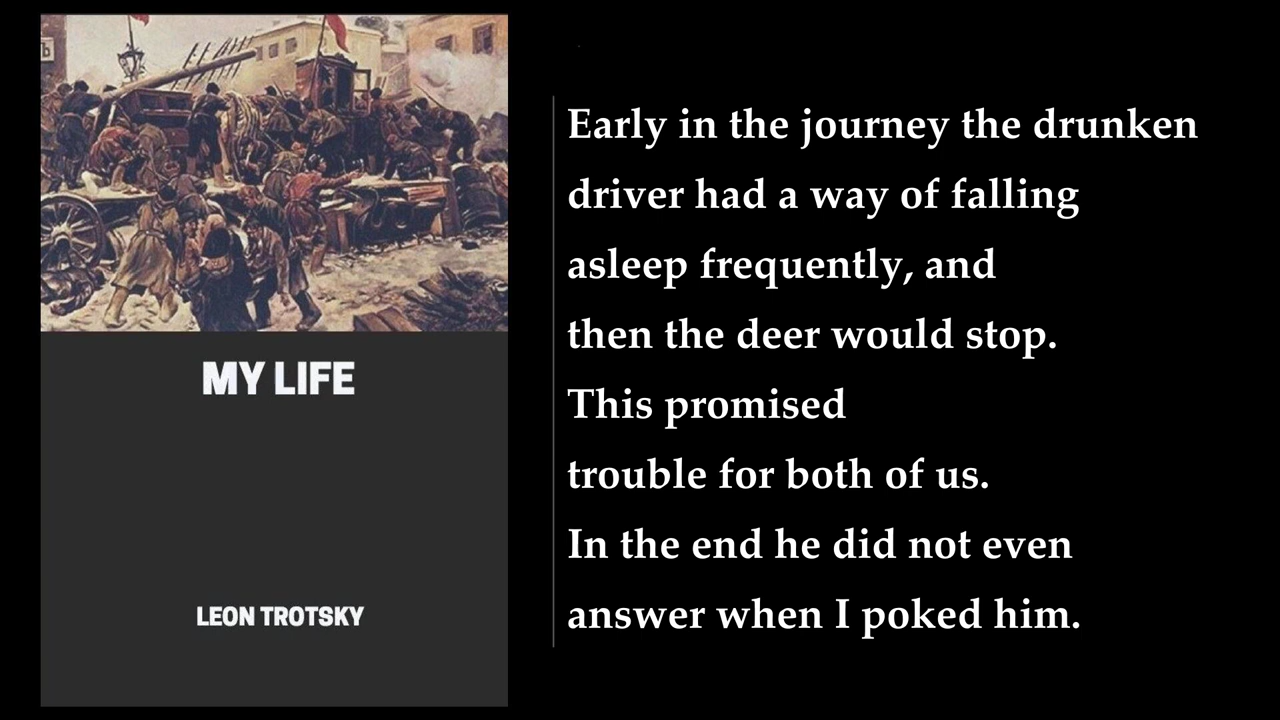 MY LIFE
LEON TROTSKY
Early in the journey the drunken
driver had a way of falling
asleep frequently, and
then the deer would stop.
This promised
trouble for both of us.
In the end he did not even
answer when I poked him.